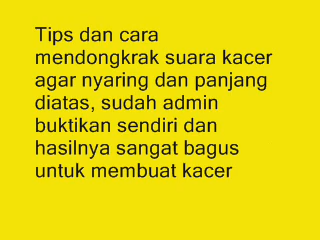 Tips dan cara
mendongkrak suara kacer
agar nyaring dan panjang
diatas, sudah admin
buktikan sendiri dan
hasilnya sangat bagus
untuk membuat kacer